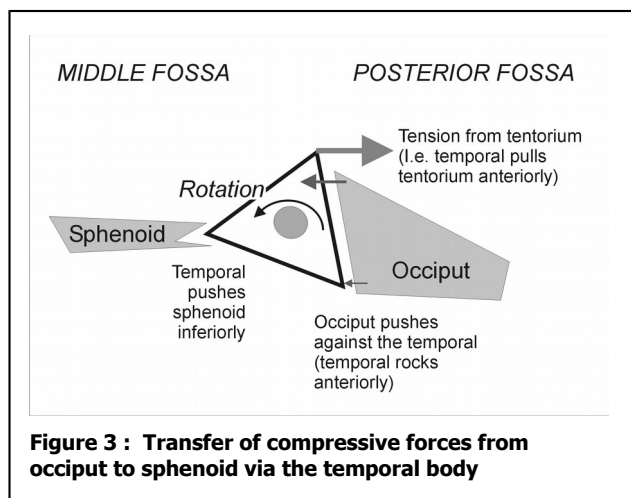 MIDDLE FOSSA
POSTERIOR FOSSA
Tension from tentorium
(I.e. temporal pulls
tentorium anteriorly)
Rotation
Sphenoid
Occiput
Temporal
pushes
sphenoid
inferiorly
Occiput pushes
against the temporal
(temporal rocks
anteriorly)
Figure 3 :  Transfer of compressive forces from
occiput to sphenoid via the temporal body